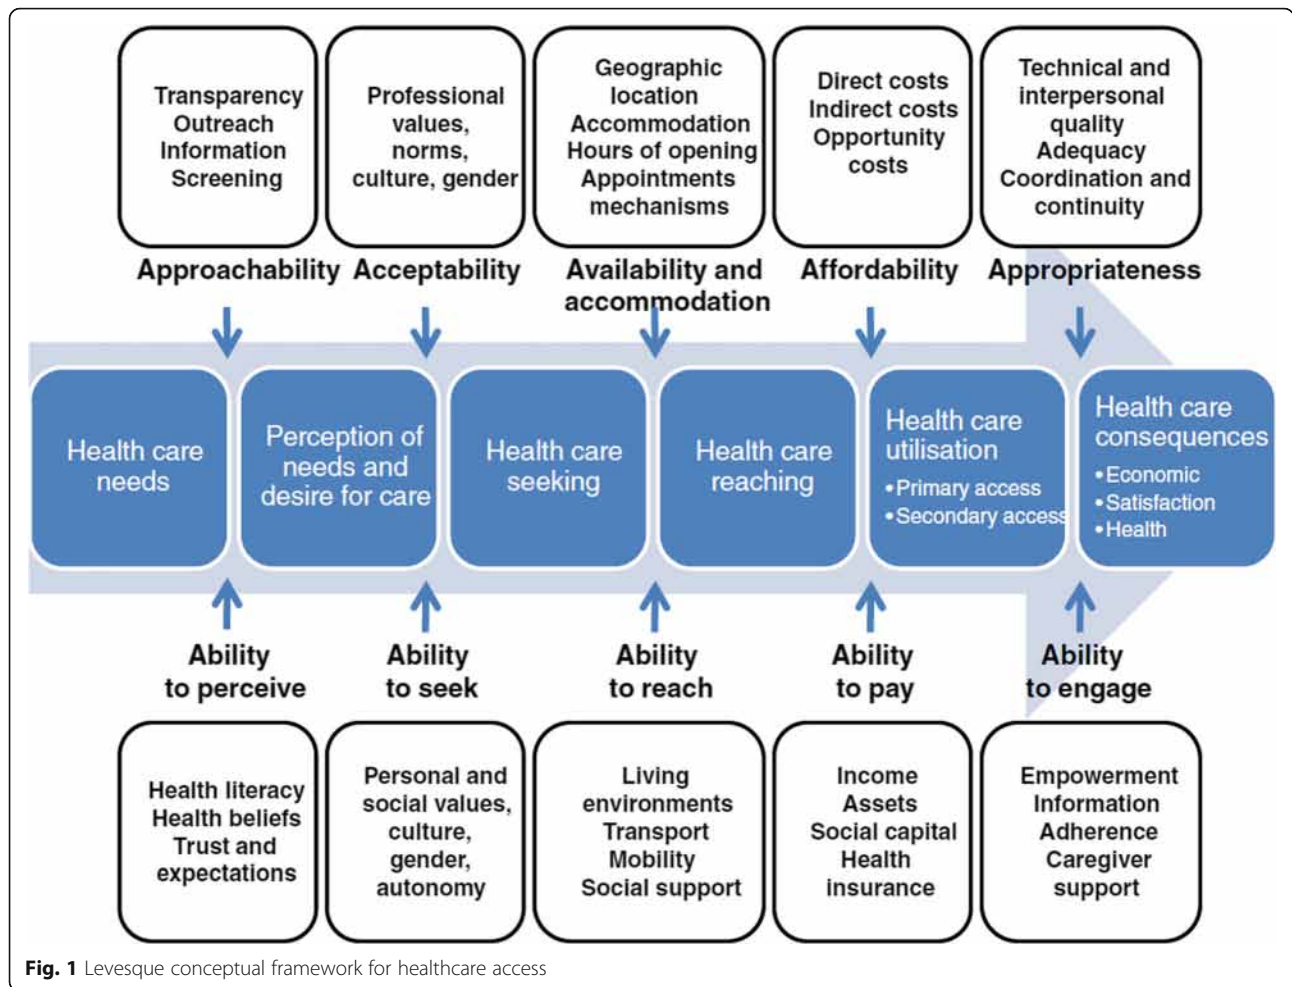 Transparency
Outreach
Information
Screening
Professional
values,
norms,
culture, gender
Geographic
location
Accommodation
Hours of opening
Appointments
mechanisms
Direct costs
Indirect costs
Opportunity
costs
Technical and
interpersonal
quality
Adequacy
Coordination and
continuity
Approachability
Acceptability
Availability and
accommodation
Affordability
Appropriateness
Health care
needs
Perception of
needs and
desire for care
Health care
seeking
Health care
reaching
Health care
utilisation
•Primary access
•Secondary access
Health care
consequences
•Economic
•Satisfaction
•Health
Ability
to perceive
Ability
to seek
Ability
to reach
Ability
to pay
Ability
to engage
Health literacy
Health beliefs
Trust and
expectations
Personal and
social values,
culture,
gender,
autonomy
Living
environments
Transport
Mobility
Social support
Income
Assets
Social capital
Health
insurance
Empowerment
Information
Adherence
Caregiver
support
Fig. 1 Levesque conceptual framework for healthcare access